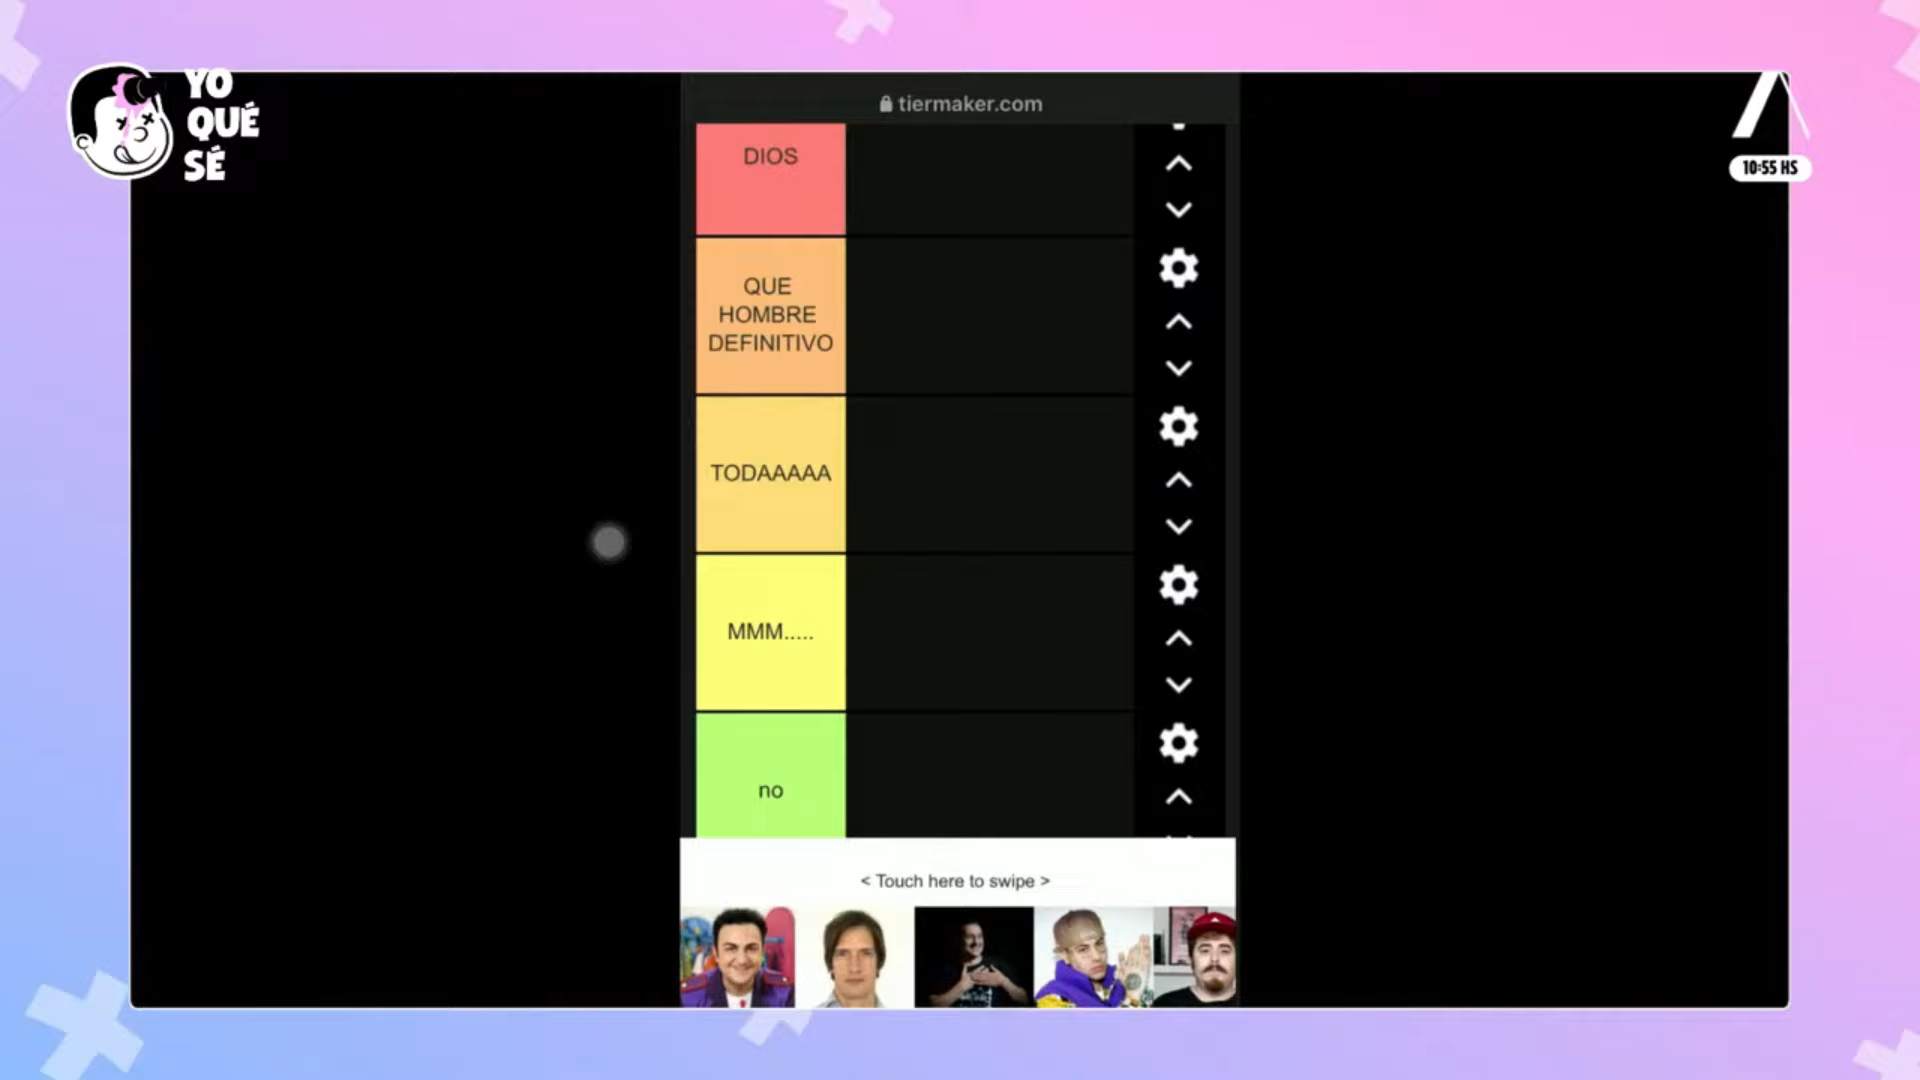 YO
QUÉ
SÉ
tiermaker.com
10:55 HS
DIOS
QUE
HOMBRE
DEFINITIVO
TODAAAAA
MMM.....
no
< Touch here to swipe >